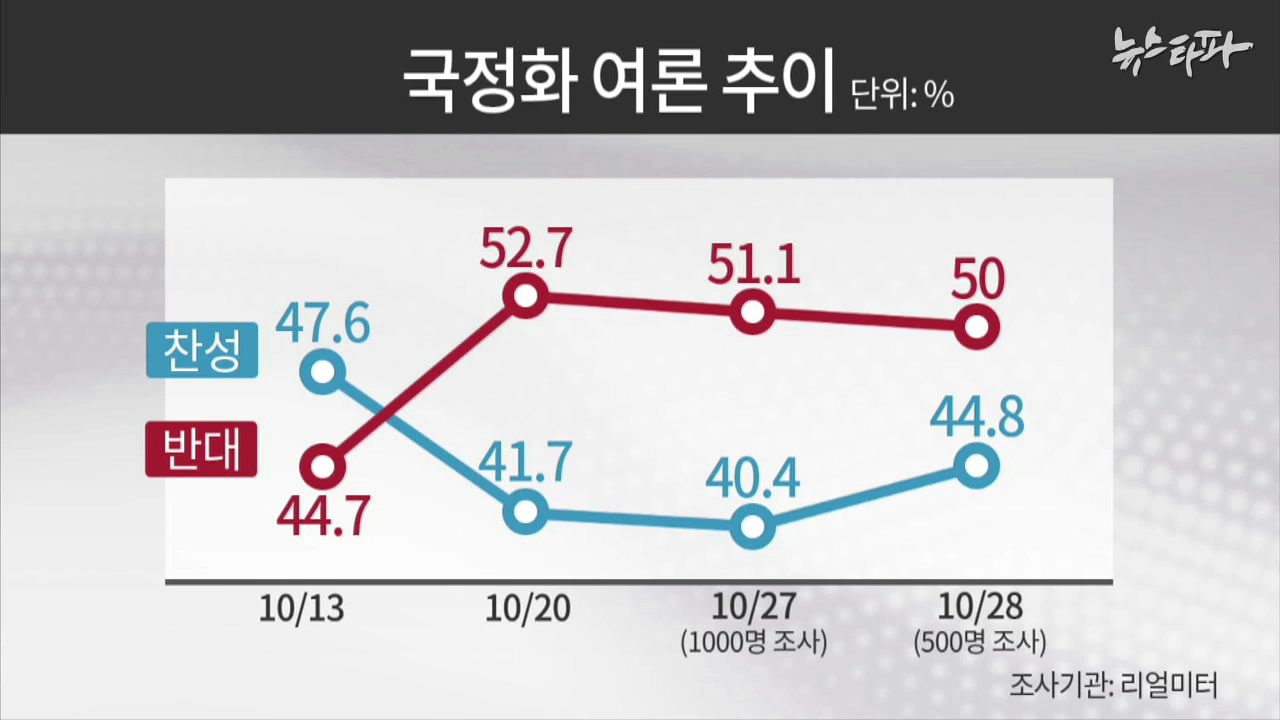 뉴스타파
국정화 여론 추이 단위: %
52.7
51.1
50
47.6
찬성
44.8
반대
41.7
40.4
44.7
10/13
10/20
10/27
10/28
(1000명 조사)
(500명 조사)
조사기관: 리얼미터